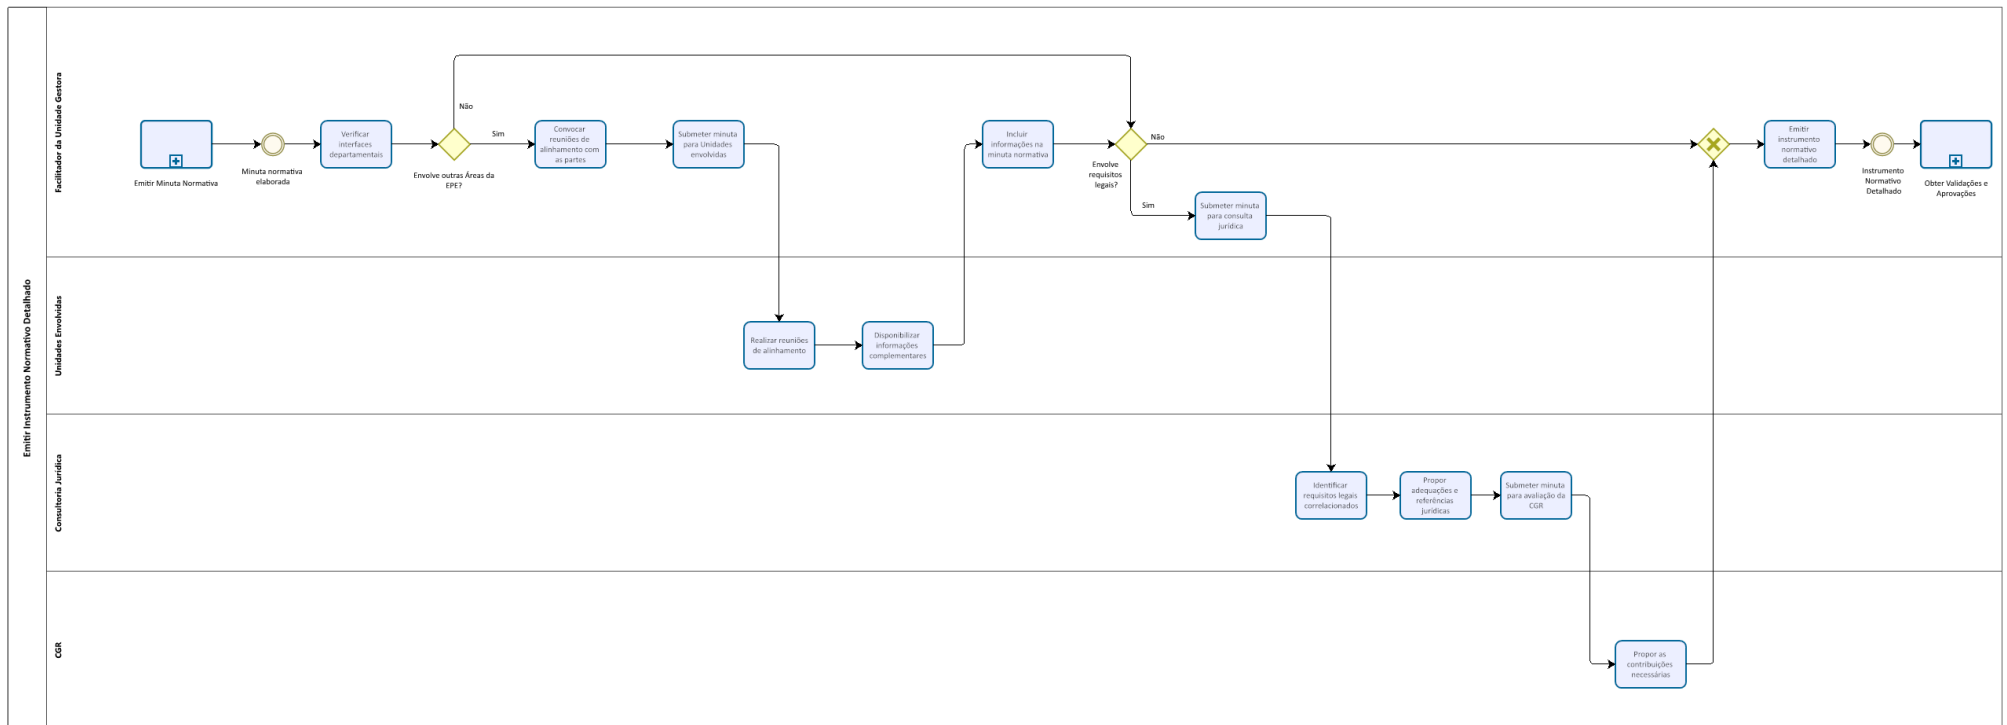 Emitir Instrumento Normativo Detalhado
Facilitador da Unidade Gestora
Emitir Minuta Normativa
Minuta normativa
elaborada
Verificar
interfaces
departamentais
Envolve outras Áreas da
EPE?
Não
Sim
Convocar
reuniões de
alinhamento com
as partes
Submeter minuta
para Unidades
envolvidas
Incluir
informações na
minuta normativa
Envolve
requisitos
legais?
Não
Sim
Submeter minuta
para consulta
jurídica
Emitir
instrumento
normativo
detalhado
Instrumento
Normativo
Detalhado
Obter Validações e
Aprovações
Unidades Envolvidas
Realizar reuniões
de alinhamento
Disponibilizar
informações
complementares
Consultoria Jurídica
Identificar
requisitos legais
correlacionados
Propor
adequações e
referências
jurídicas
Submeter minuta
para avaliação da
CGR
CGR
Propor as
contribuições
necessárias